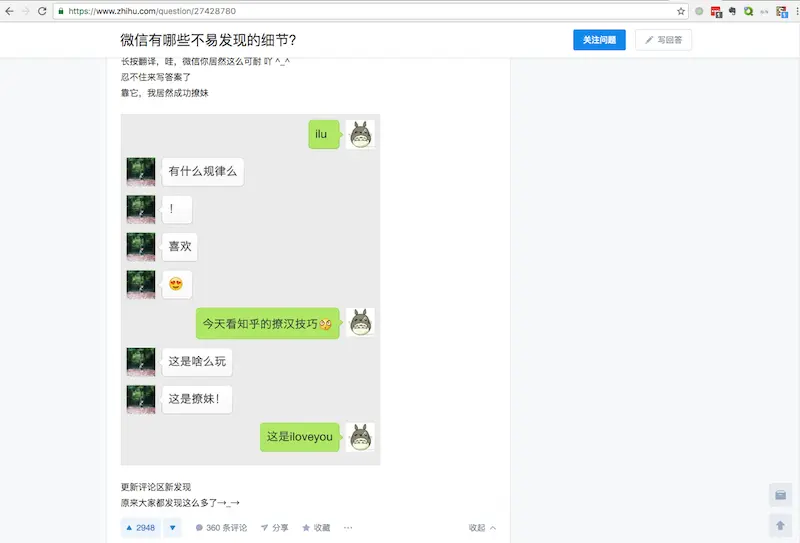 https://www.zhihu.com/question/27428780
微信有哪些不易发现的细节?
关注问题
写回答
长按翻译，哇，微信你居然这么可耐 吖 ^_^
忍不住来写答案了
靠它，我居然成功撩妹
ilu
有什么规律么
！
喜欢
😍
今天看知乎的撩汉技巧
这是啥么玩
这是撩妹！
这是iloveyou
更新评论区新发现
原来大家都发现这么多了→_→
2948
360 条评论
分享
收藏
收起